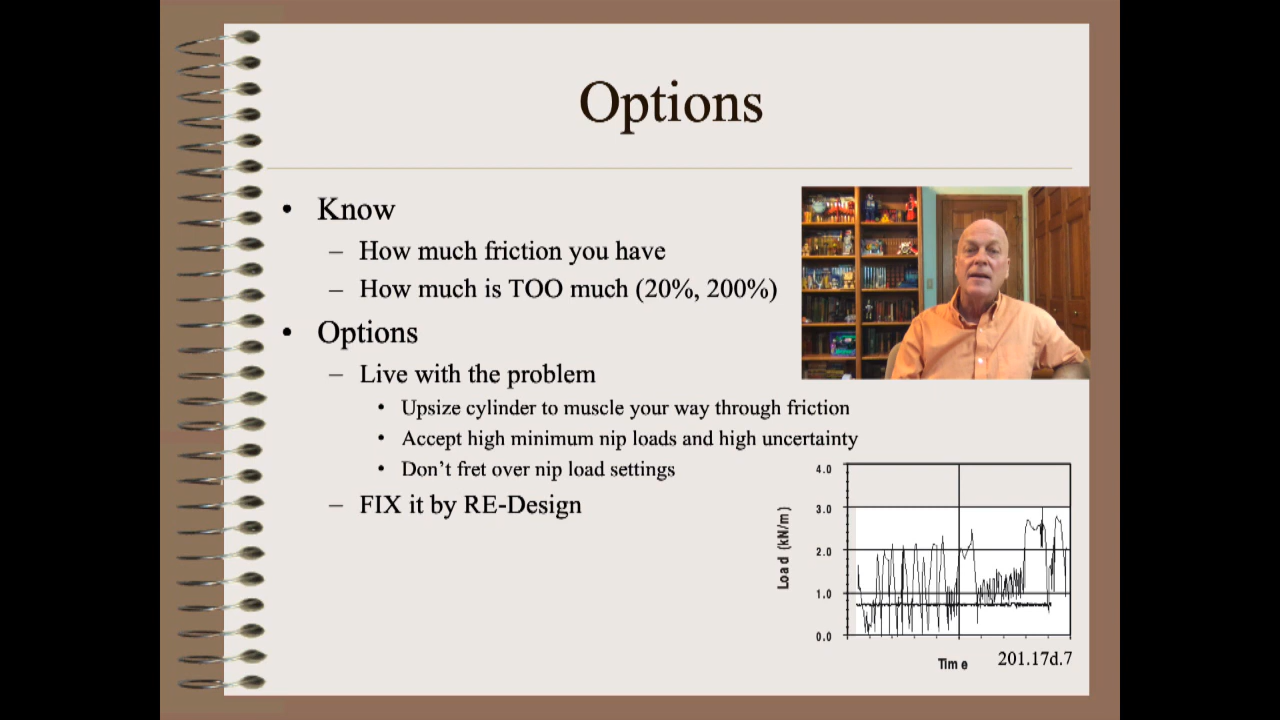 Options
• Know
– How much friction you have
– How much is TOO much (20%, 200%)
• Options
– Live with the problem
• Upsize cylinder to muscle your way through friction
• Accept high minimum nip loads and high uncertainty
• Don't fret over nip load settings
– FIX it by RE-Design
Load (kN/m)
4.0
3.0
2.0
1.0
0.0
Time
201.17d.7